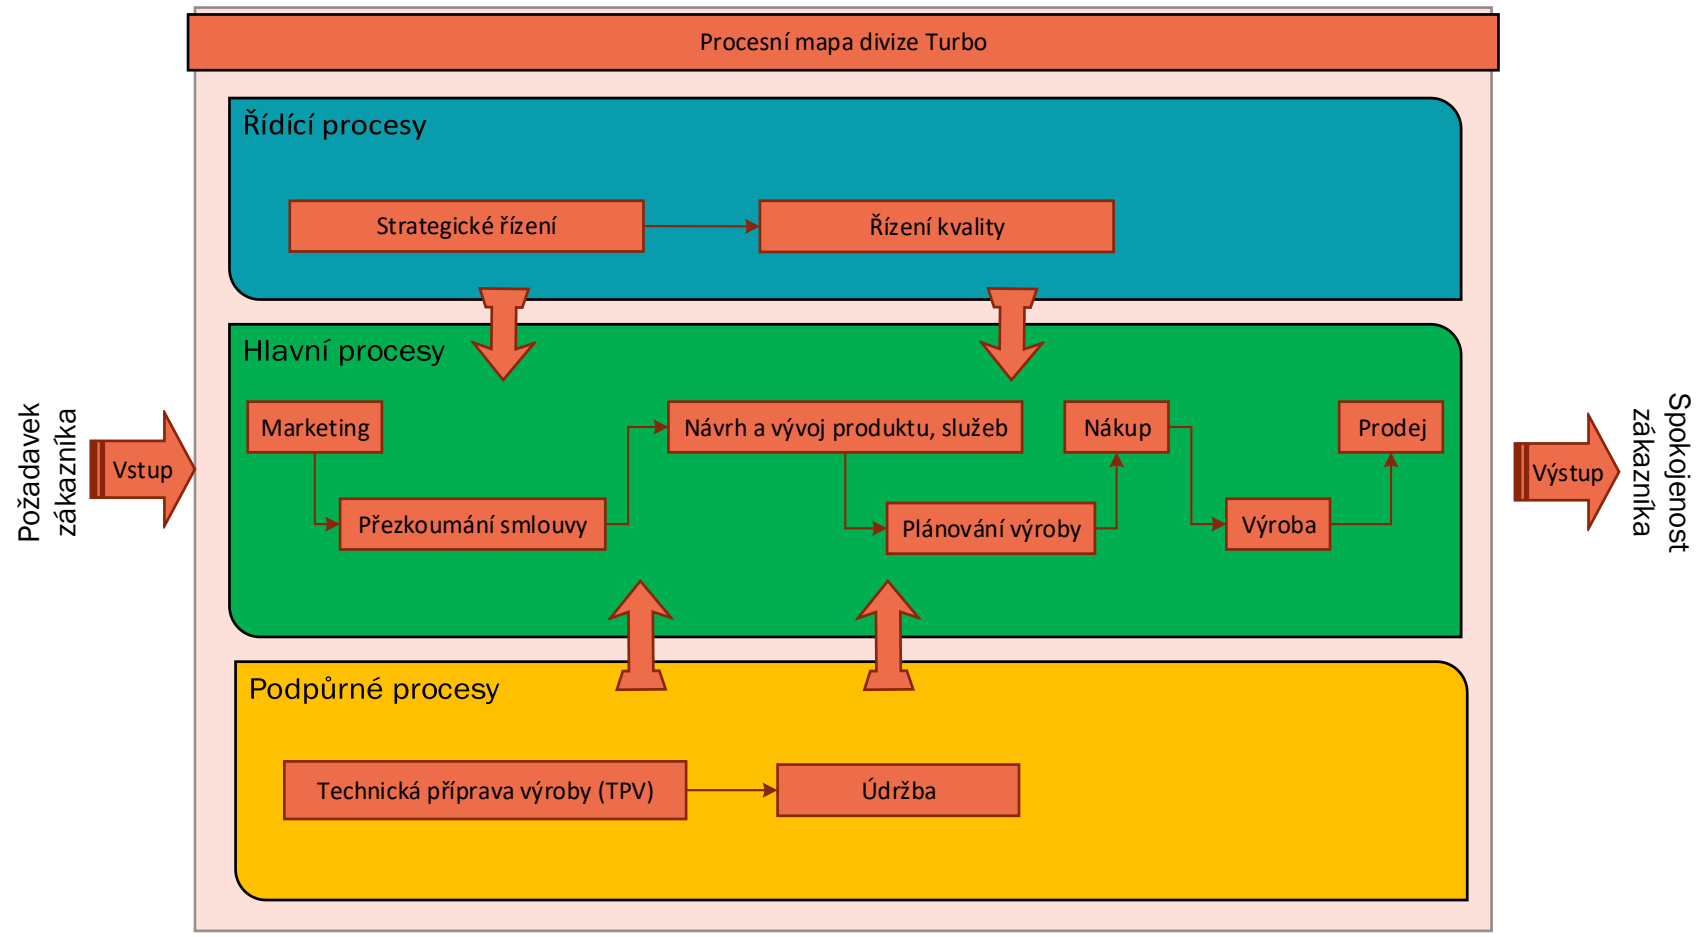 Procesní mapa divize Turbo
Řídící procesy
Strategické řízení
Řízení kvality
Hlavní procesy
Marketing
Návrh a vývoj produktu, služeb
Nákup
Prodej
Přezkoumání smlouvy
Plánování výroby
Výroba
Požadavek
zákazníka
Vstup
Výstup
Spokojenost
zákazníka
Podpůrné procesy
Technická příprava výroby (TPV)
Údržba